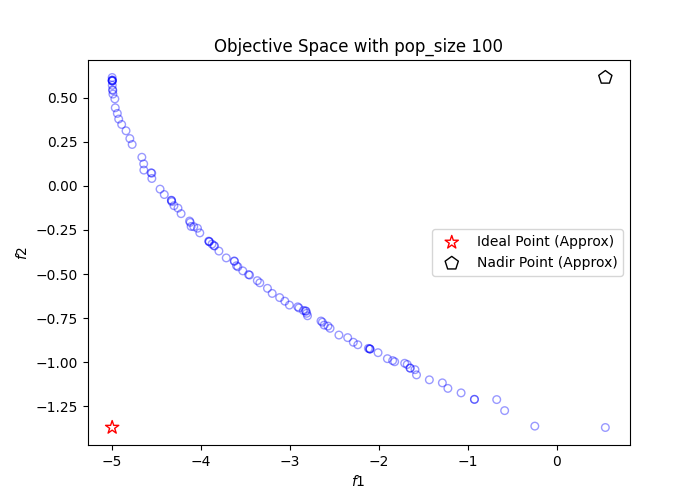 Objective Space with pop_size 100
0.50
0.25
0.00
−0.25
−0.50
−0.75
−1.00
−1.25
f2
Ideal Point (Approx)
Nadir Point (Approx)
−5 −4 −3 −2 −1 0
f1